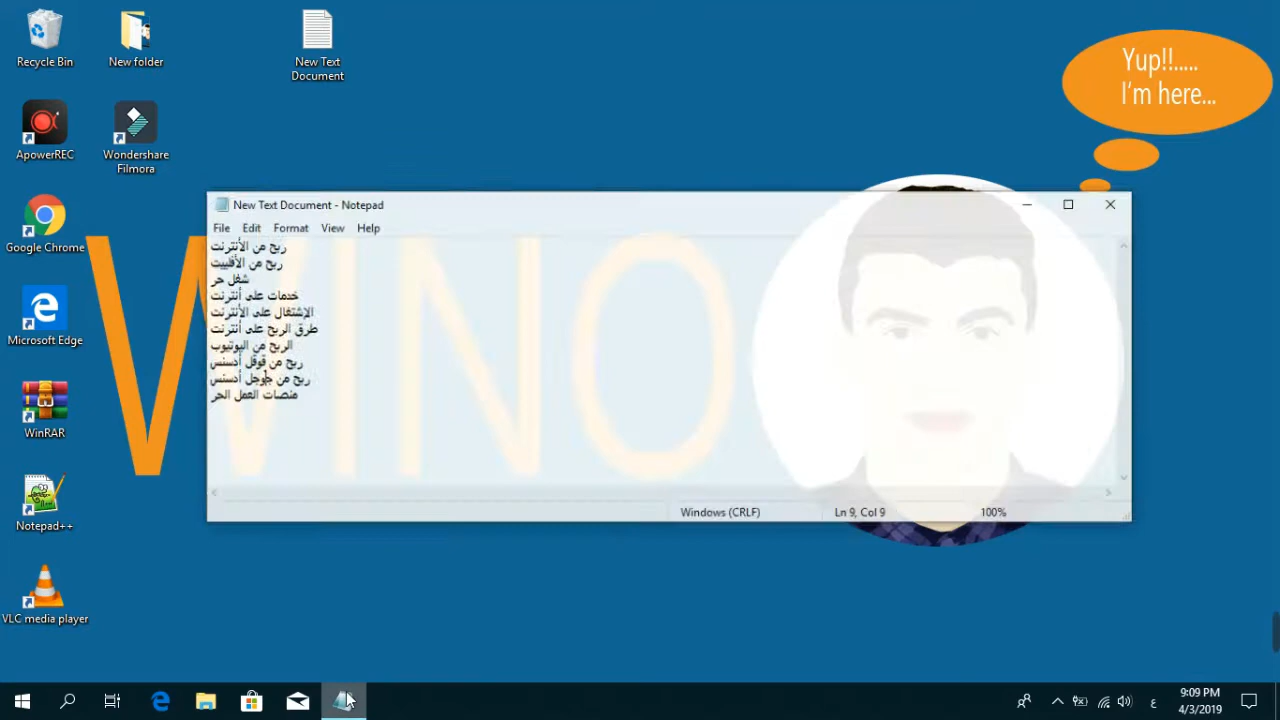 Recycle Bin
New folder
New Text
Document
Yup!!.....
I'm here...
ApowerREC
Wondershare
Filmora
Google Chrome
Microsoft Edge
WinRAR
Notepad++
VLC media player
WINO
New Text Document - Notepad
File Edit Format View Help
ربح من الأنترنت
ربح من الأفلييت
شغل حر
خدمات على أنترنت
الإشتغال على الأنترنت
طرق الربح على أنترنت
الربح من اليوتيوب
ربح من قوقل أدسنس
ربح من جوجل أدسنس
منصات العمل الحر
Windows (CRLF) Ln 9, Col 9 100%
ع
9:09 PM
4/3/2019